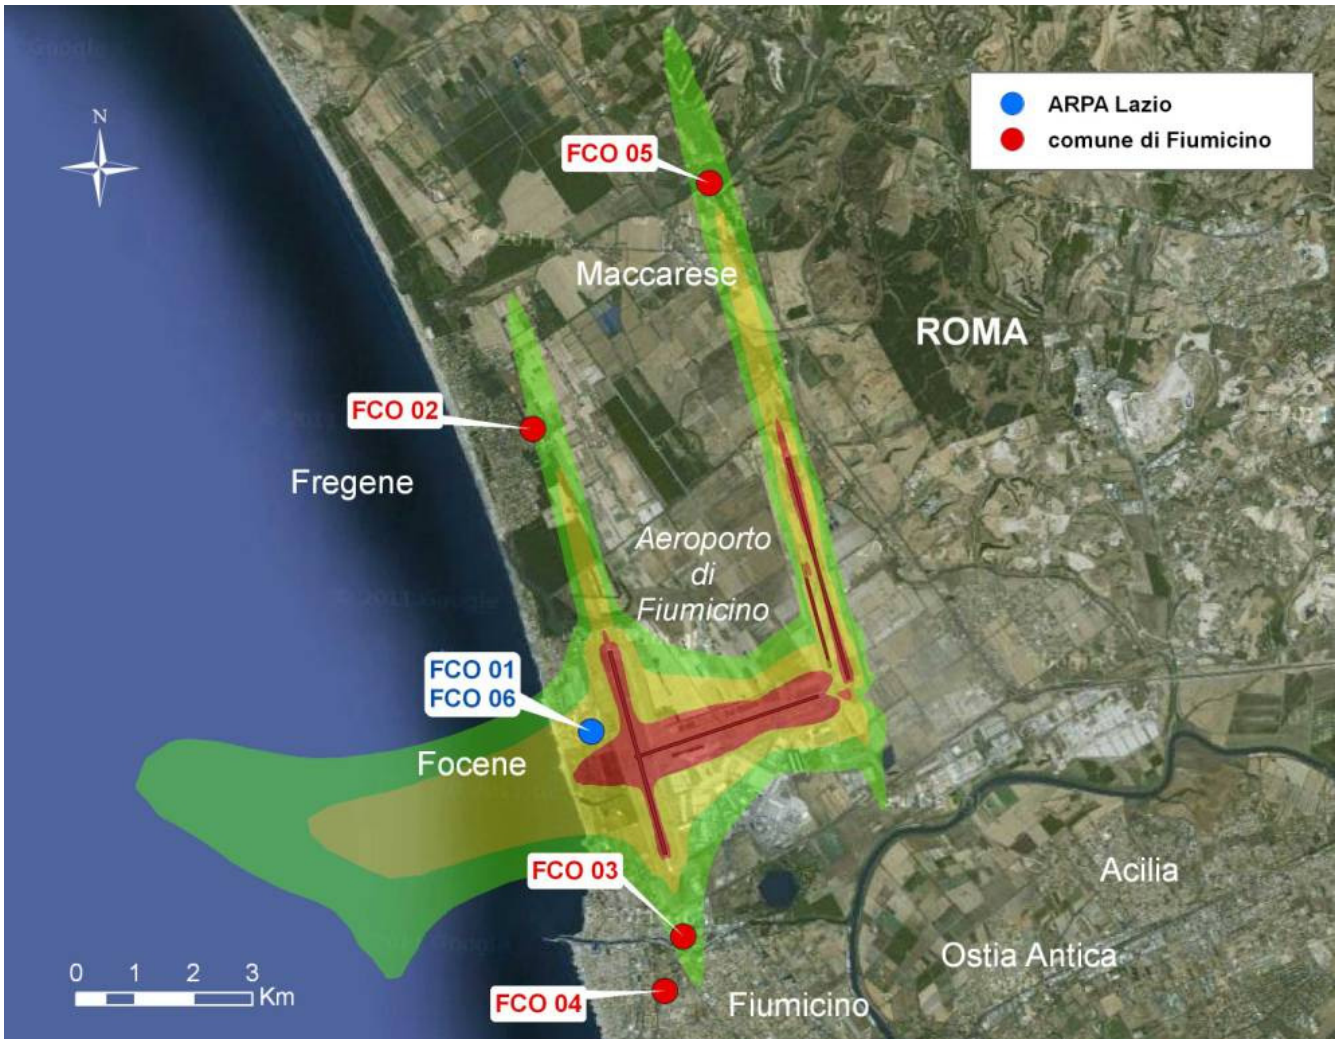 N
ARPA Lazio
comune di Fiumicino
FCO 05
Maccarese
ROMA
FCO 02
Fregene
Aeroporto
di
Fiumicino
FCO 01
FCO 06
Focene
FCO 03
Acilia
Ostia Antica
0 1 2 3
Km
FCO 04
Fiumicino